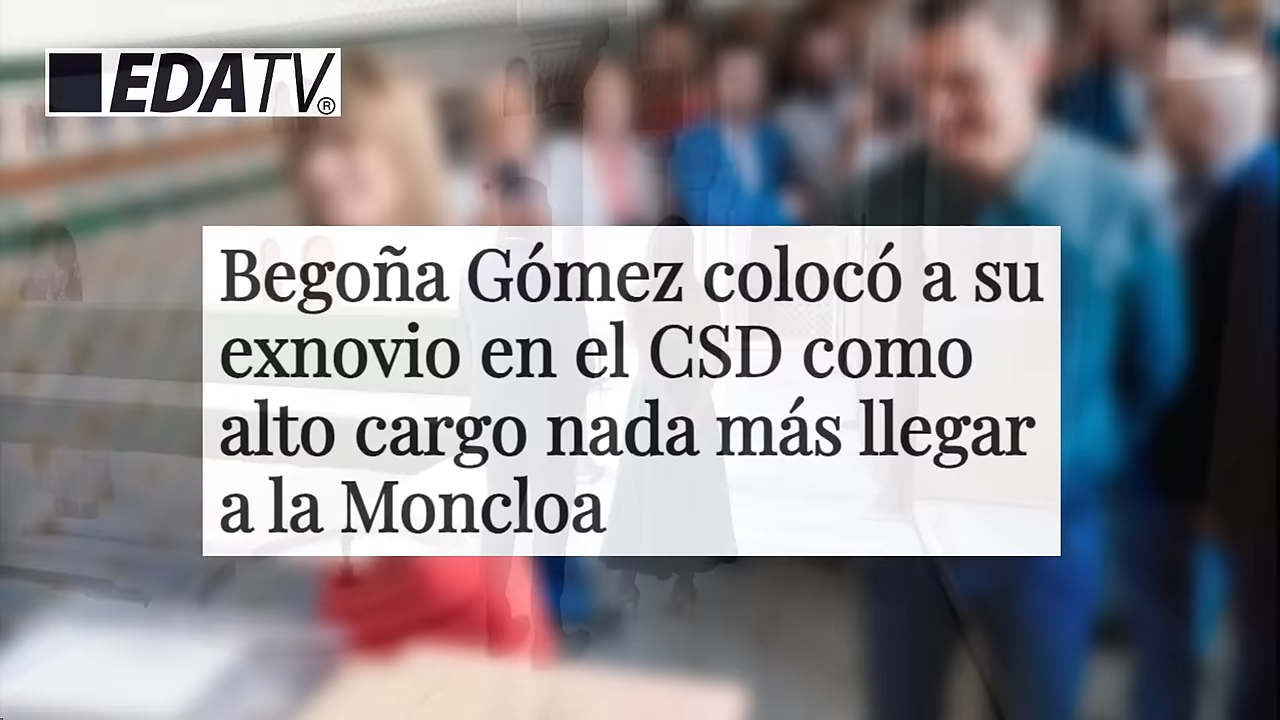 EDATV®
Begoña Gómez colocó a su
exnovio en el CSD como
alto cargo nada más llegar
a la Moncloa